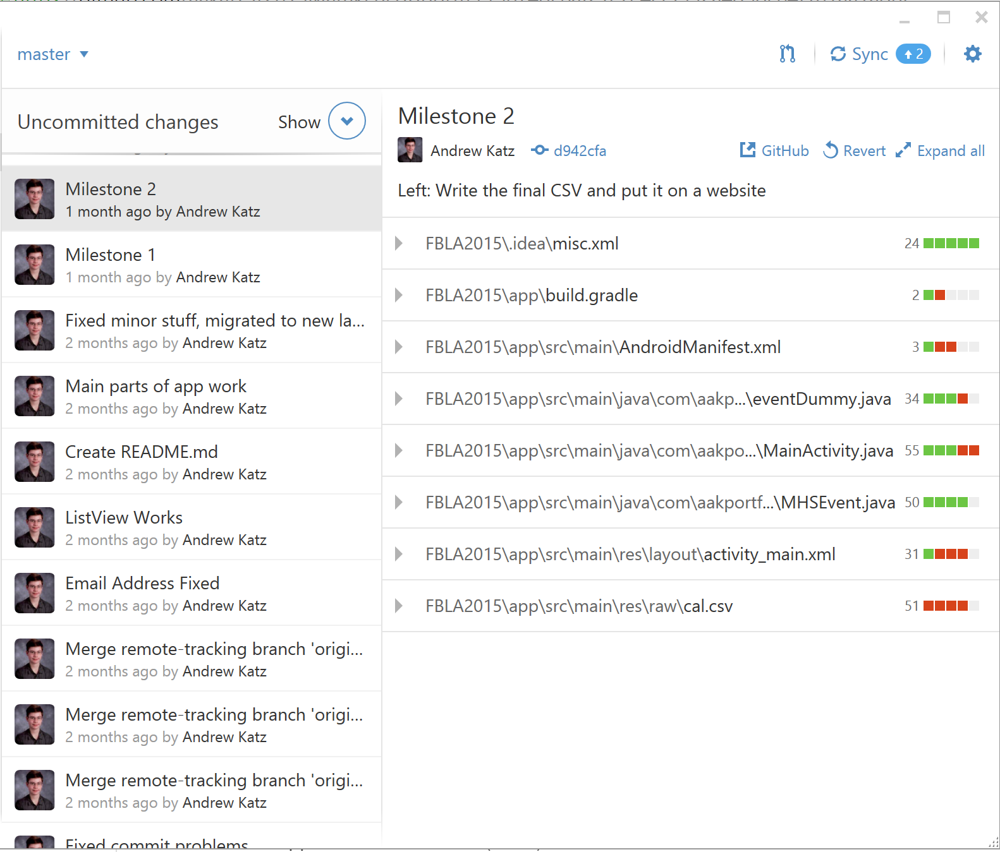 master
Sync 2
Uncommitted changes Show
Milestone 2
1 month ago by Andrew Katz
Milestone 1
1 month ago by Andrew Katz
Fixed minor stuff, migrated to new la...
2 months ago by Andrew Katz
Main parts of app work
2 months ago by Andrew Katz
Create README.md
2 months ago by Andrew Katz
ListView Works
2 months ago by Andrew Katz
Email Address Fixed
2 months ago by Andrew Katz
Merge remote-tracking branch 'origi...
2 months ago by Andrew Katz
Merge remote-tracking branch 'origi...
2 months ago by Andrew Katz
Merge remote-tracking branch 'origi...
2 months ago by Andrew Katz
Fixed commit problems
Milestone 2
Andrew Katz d942cfa GitHub Revert Expand all
Left: Write the final CSV and put it on a website
FBLA2015\.idea\misc.xml 24
FBLA2015\app\build.gradle 2
FBLA2015\app\src\main\AndroidManifest.xml 3
FBLA2015\app\src\main\java\com\aakp...\eventDummy.java 34
FBLA2015\app\src\main\java\com\aakpo...\MainActivity.java 55
FBLA2015\app\src\main\java\com\aakportf...\MHSEvent.java 50
FBLA2015\app\src\main\res\layout\activity_main.xml 31
FBLA2015\app\src\main\res\raw\cal.csv 51